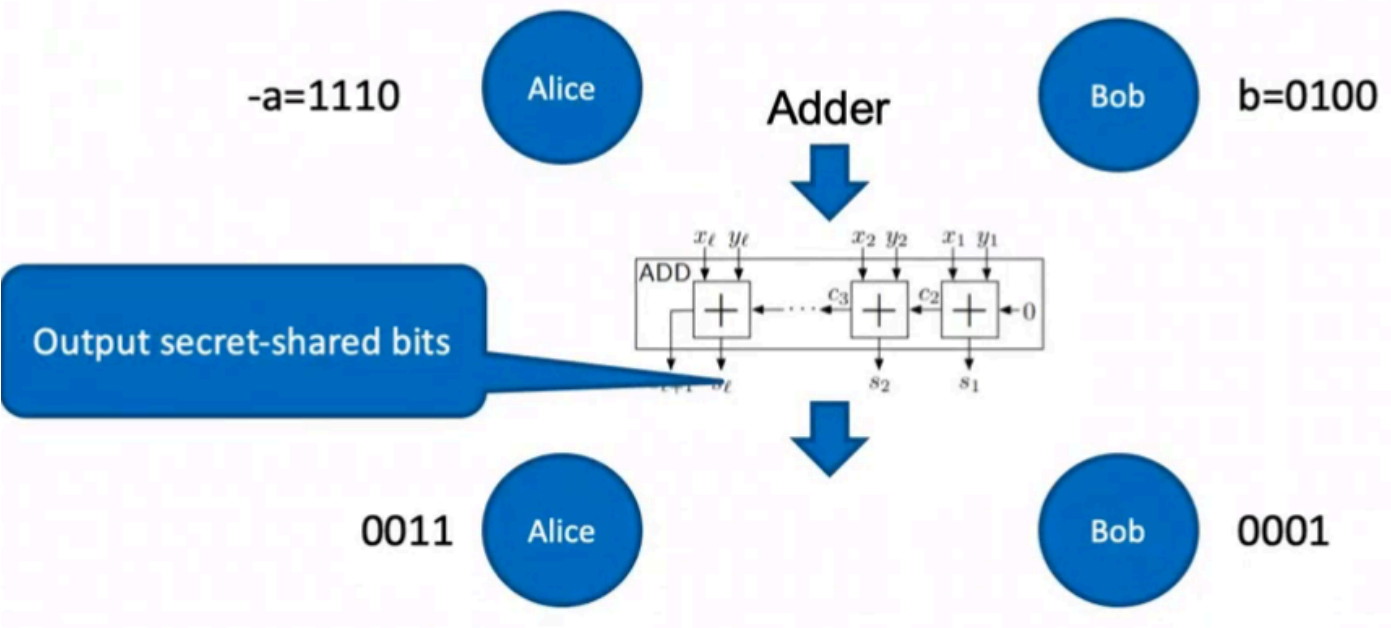 -a=1110
Alice
Adder
Bob
b=0100
xℓ yℓ
x2 y2
x1 y1
ADD
+
c3
+
c2
+
0
Output secret-shared bits
sℓ
s2
s1
0011
Alice
Bob
0001